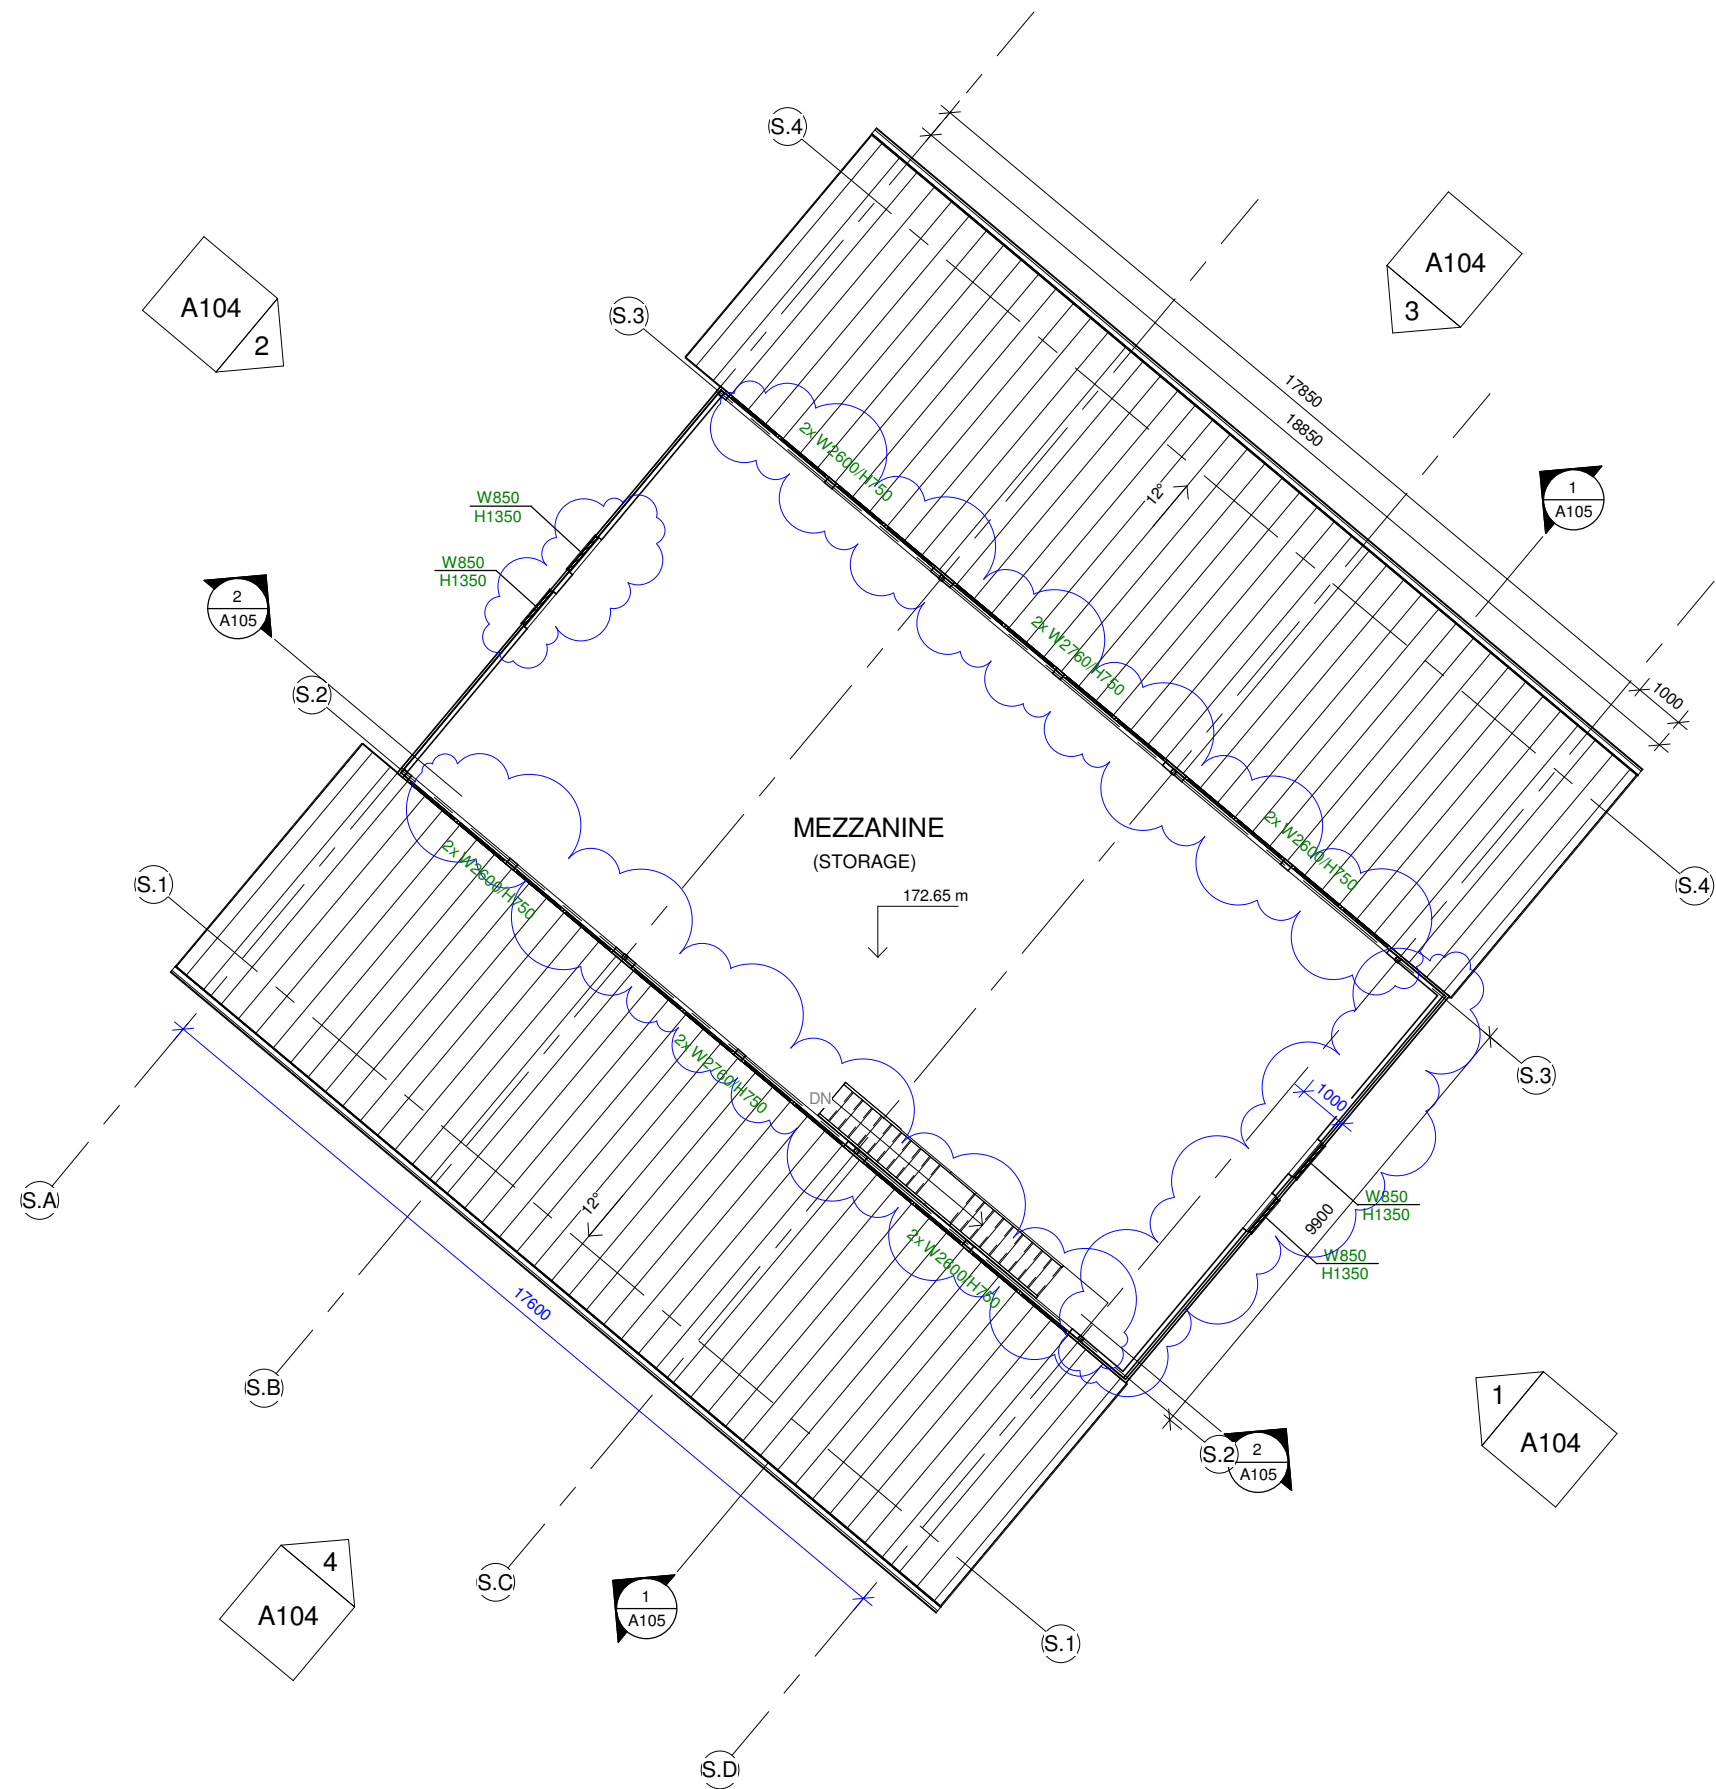 S.4
A104
3
A104
2
S.3
17850
18850
2x W2600/H750
12°
1
A105
W850
H1350
W850
H1350
2
A105
2x W2760/H750
S.2
1000
MEZZANINE
(STORAGE)
172.65 m
2x W2600/H750
2x W2600/H750
S.1
S.4
2x W2760/H750
DN
1000
S.3
S.A
12°
W850
H1350
9900
2x W2600/H750
W850
H1350
17600
S.B
1
A104
S.2
2
A105
4
A104
S.C
1
A105
S.1
S.D